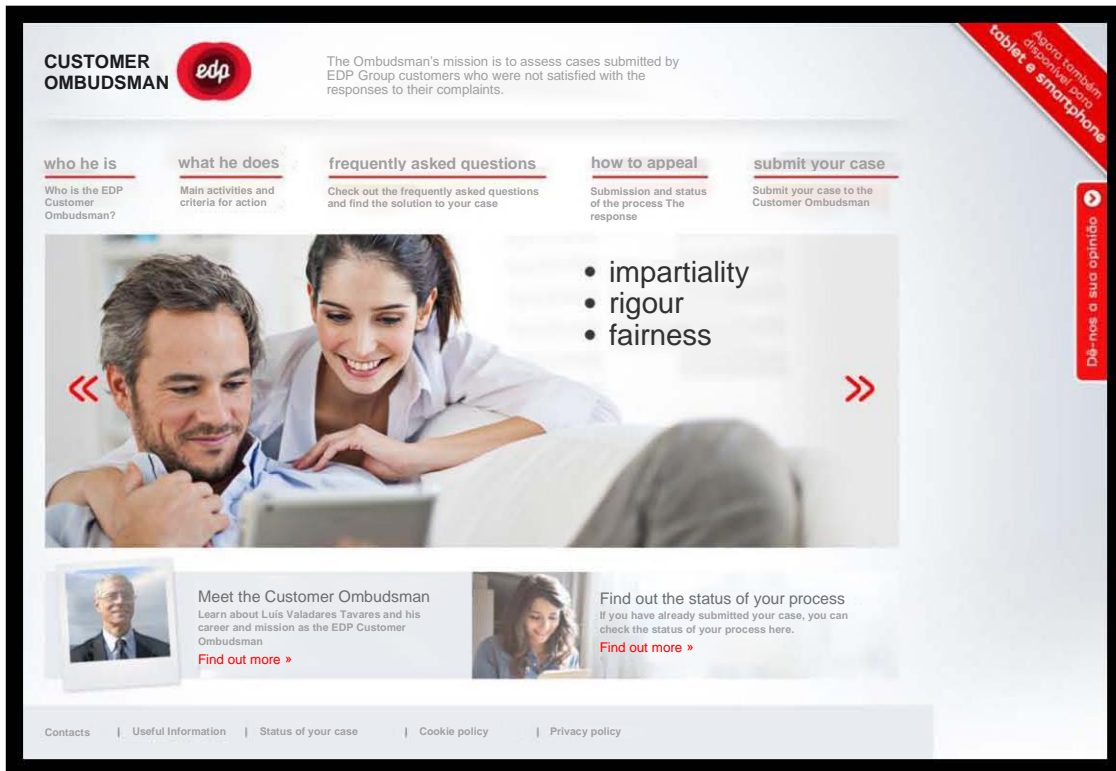 CUSTOMER
OMBUDSMAN
edp
The Ombudsman's mission is to assess cases submitted by
EDP Group customers who were not satisfied with the
responses to their complaints.
Agora também
disponível para
tablet e smartphone
who he is
Who is the EDP
Customer
Ombudsman?
what he does
Main activities and
criteria for action
frequently asked questions
Check out the frequently asked questions
and find the solution to your case
how to appeal
Submission and status
of the process The
response
submit your case
Submit your case to the
Customer Ombudsman
Dê-nos a sua opinião
• impartiality
• rigour
• fairness
Meet the Customer Ombudsman
Learn about Luís Valadares Tavares and his
career and mission as the EDP Customer
Ombudsman
Find out more »
Find out the status of your process
If you have already submitted your case, you can
check the status of your process here.
Find out more »
Contacts | Useful Information | Status of your case | Cookie policy | Privacy policy